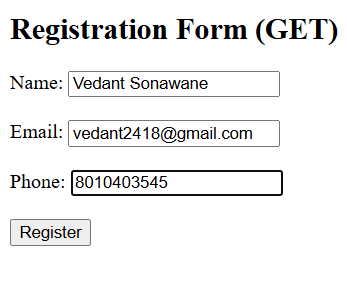 Registration Form (GET)
Name: Vedant Sonawane
Email: vedant2418@gmail.com
Phone: 8010403545
Register